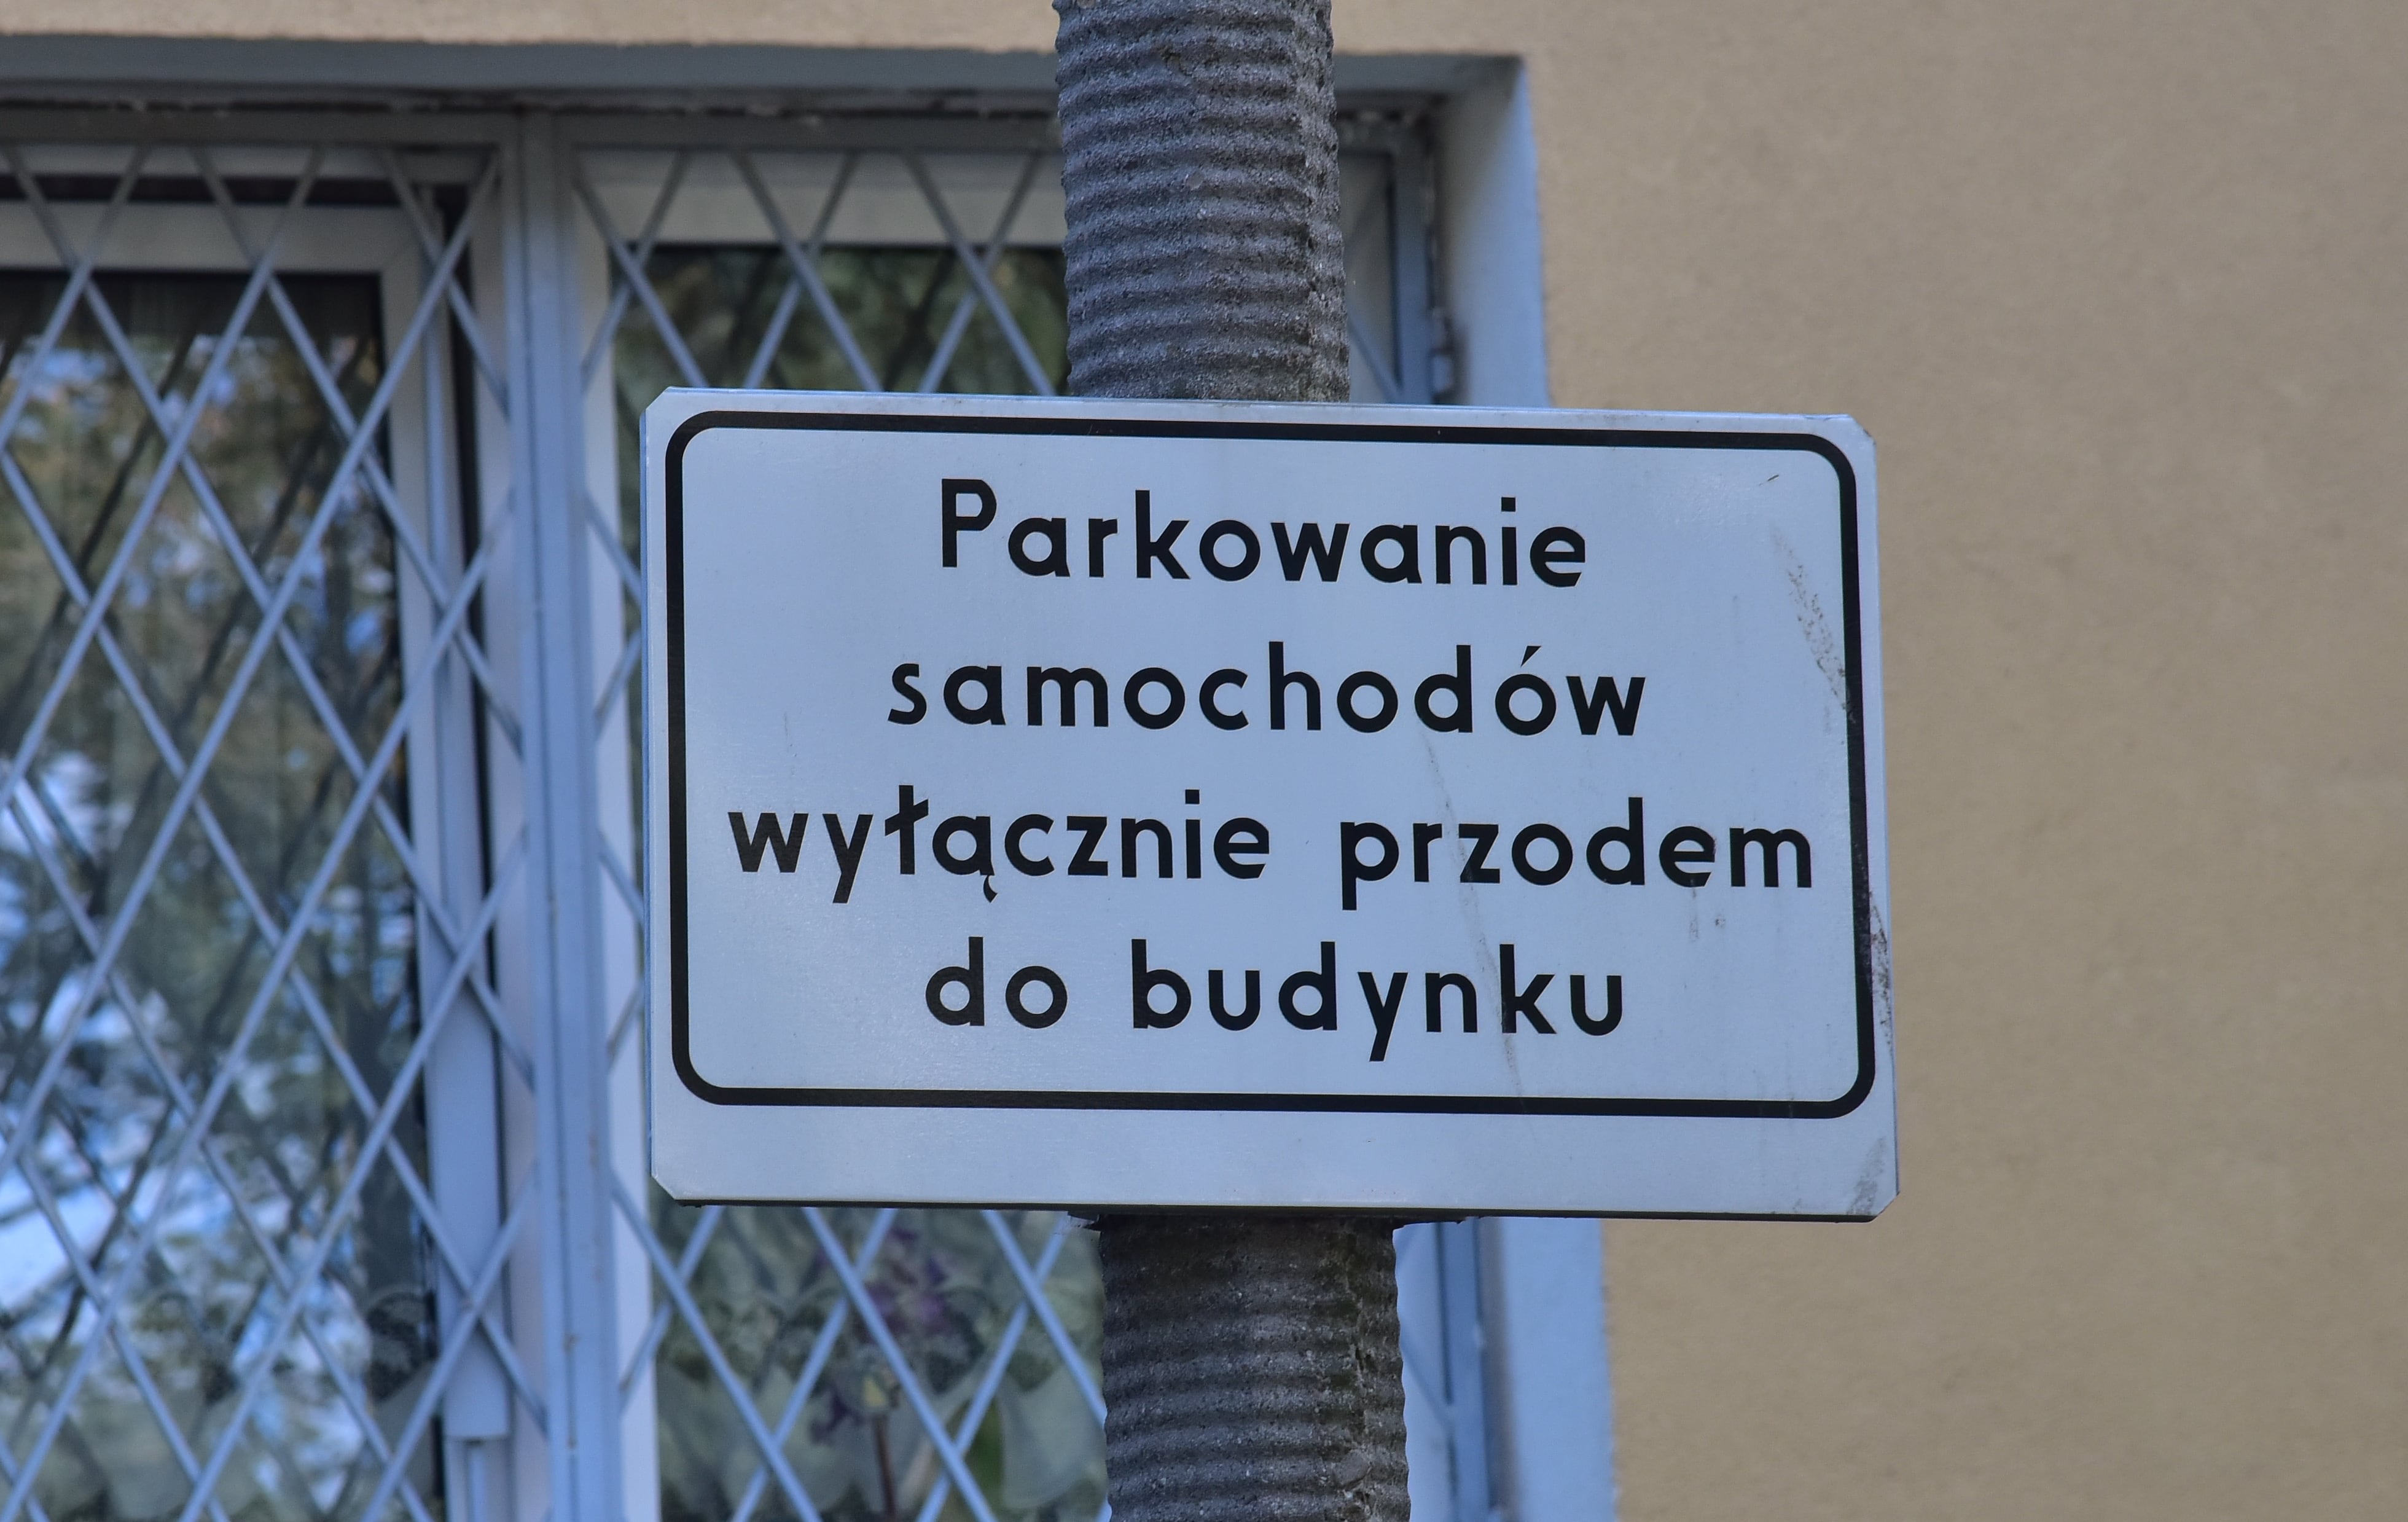 Parkowanie
samochodów
wyłącznie przodem
do budynku